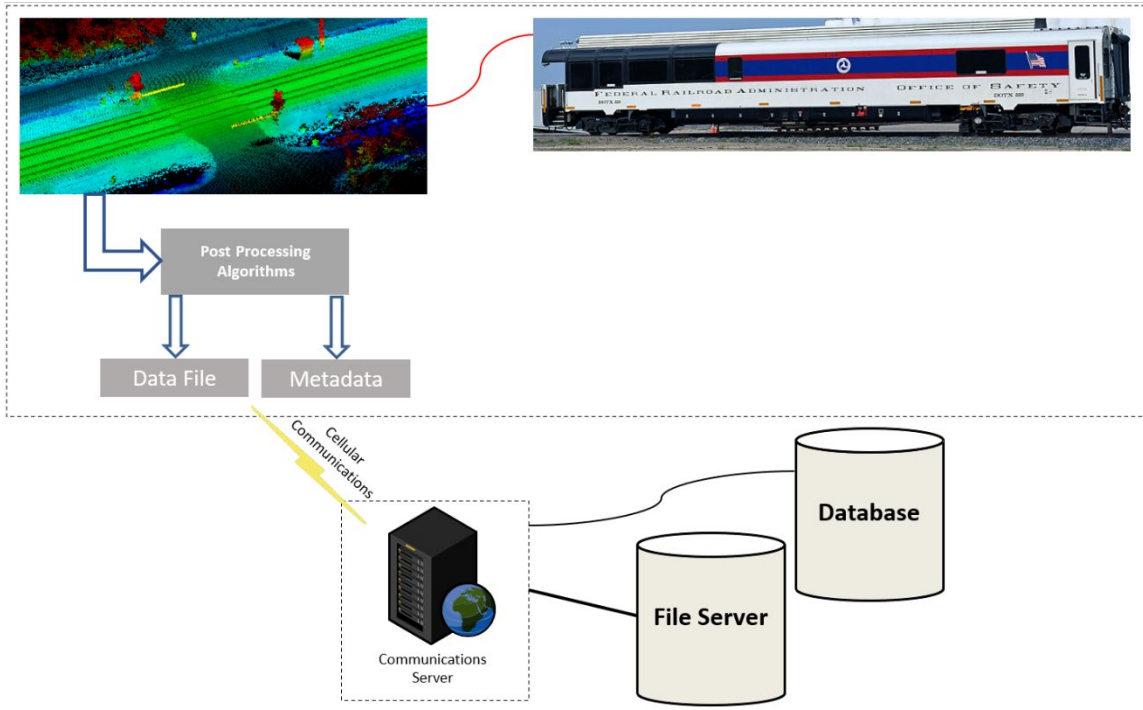 FEDERAL RAILROAD ADMINISTRATION OFFICE OF SAFETY
Post Processing
Algorithms
Data File
Metadata
Cellular
Communications
Database
File Server
Communications
Server